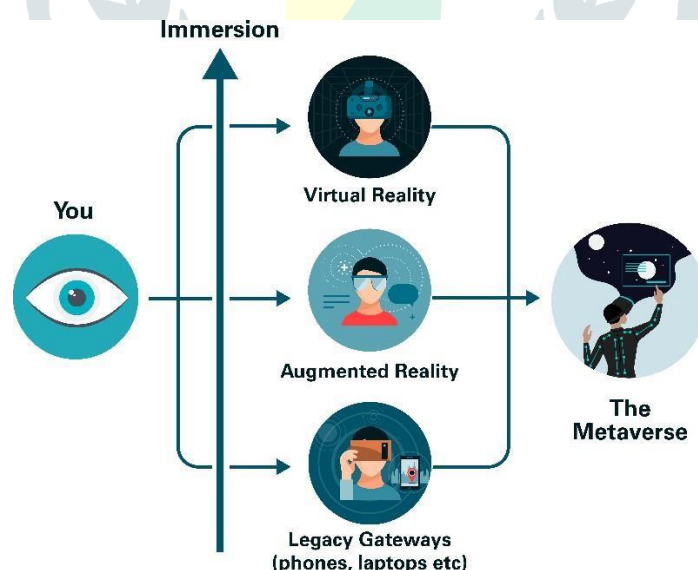 Immersion
Virtual Reality
You
Augmented Reality
The
Metaverse
Legacy Gateways
(phones, laptops etc)